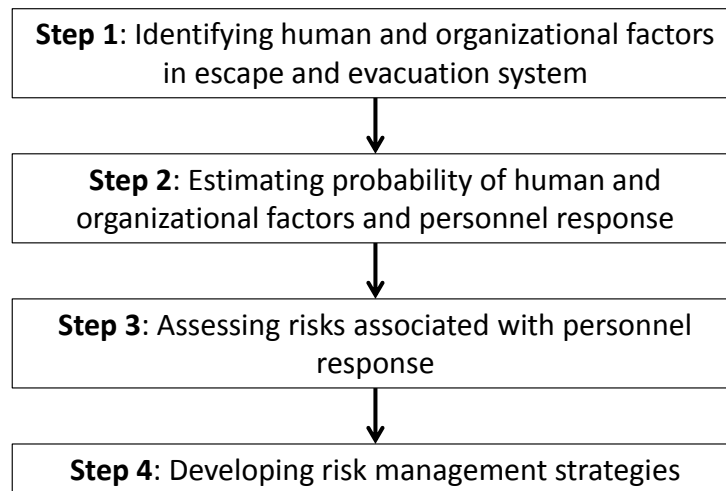 Step 1: Identifying human and organizational factors
in escape and evacuation system
Step 2: Estimating probability of human and
organizational factors and personnel response
Step 3: Assessing risks associated with personnel
response
Step 4: Developing risk management strategies